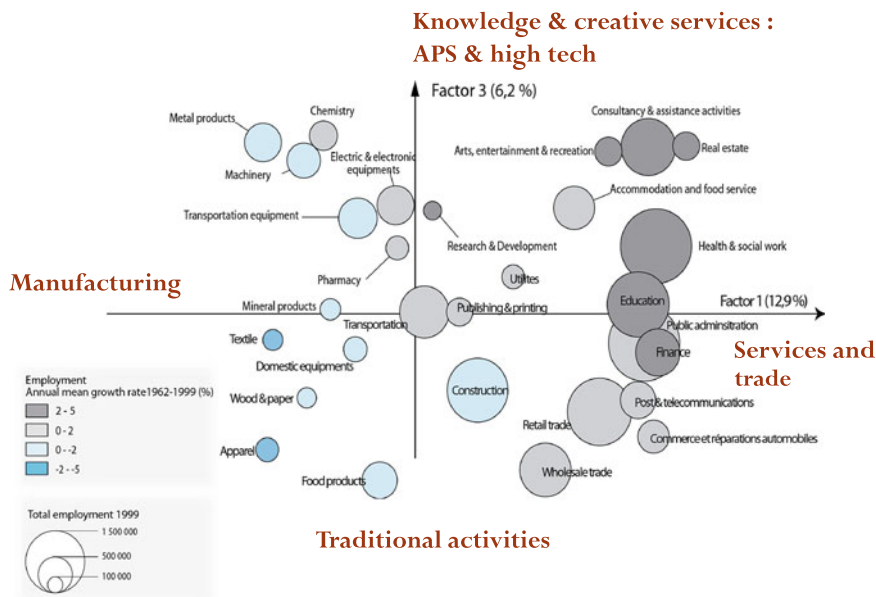 Knowledge & creative services :
APS & high tech
Factor 3 (6,2 %)
Metal products
Chemistry
Consultancy & assistance activities
Machinery
Electric & electronic
equipments
Arts, entertainment & recreation
Real estate
Accommodation and food service
Transportation equipment
Research & Development
Health & social work
Pharmacy
Utilites
Manufacturing
Mineral products
Publishing & printing
Education
Factor 1 (12,9 %)
Transportation
Public adminsitration
Textile
Domestic equipments
Finance
Services and
trade
Employment
Annual mean growth rate1962-1999 (%)
2 - 5
0 - 2
0 - -2
-2 - -5
Wood & paper
Construction
Post & telecommunications
Retail trade
Commerce et réparations automobiles
Apparel
Food products
Wholesale trade
Total employment 1999
1 500 000
500 000
100 000
Traditional activities